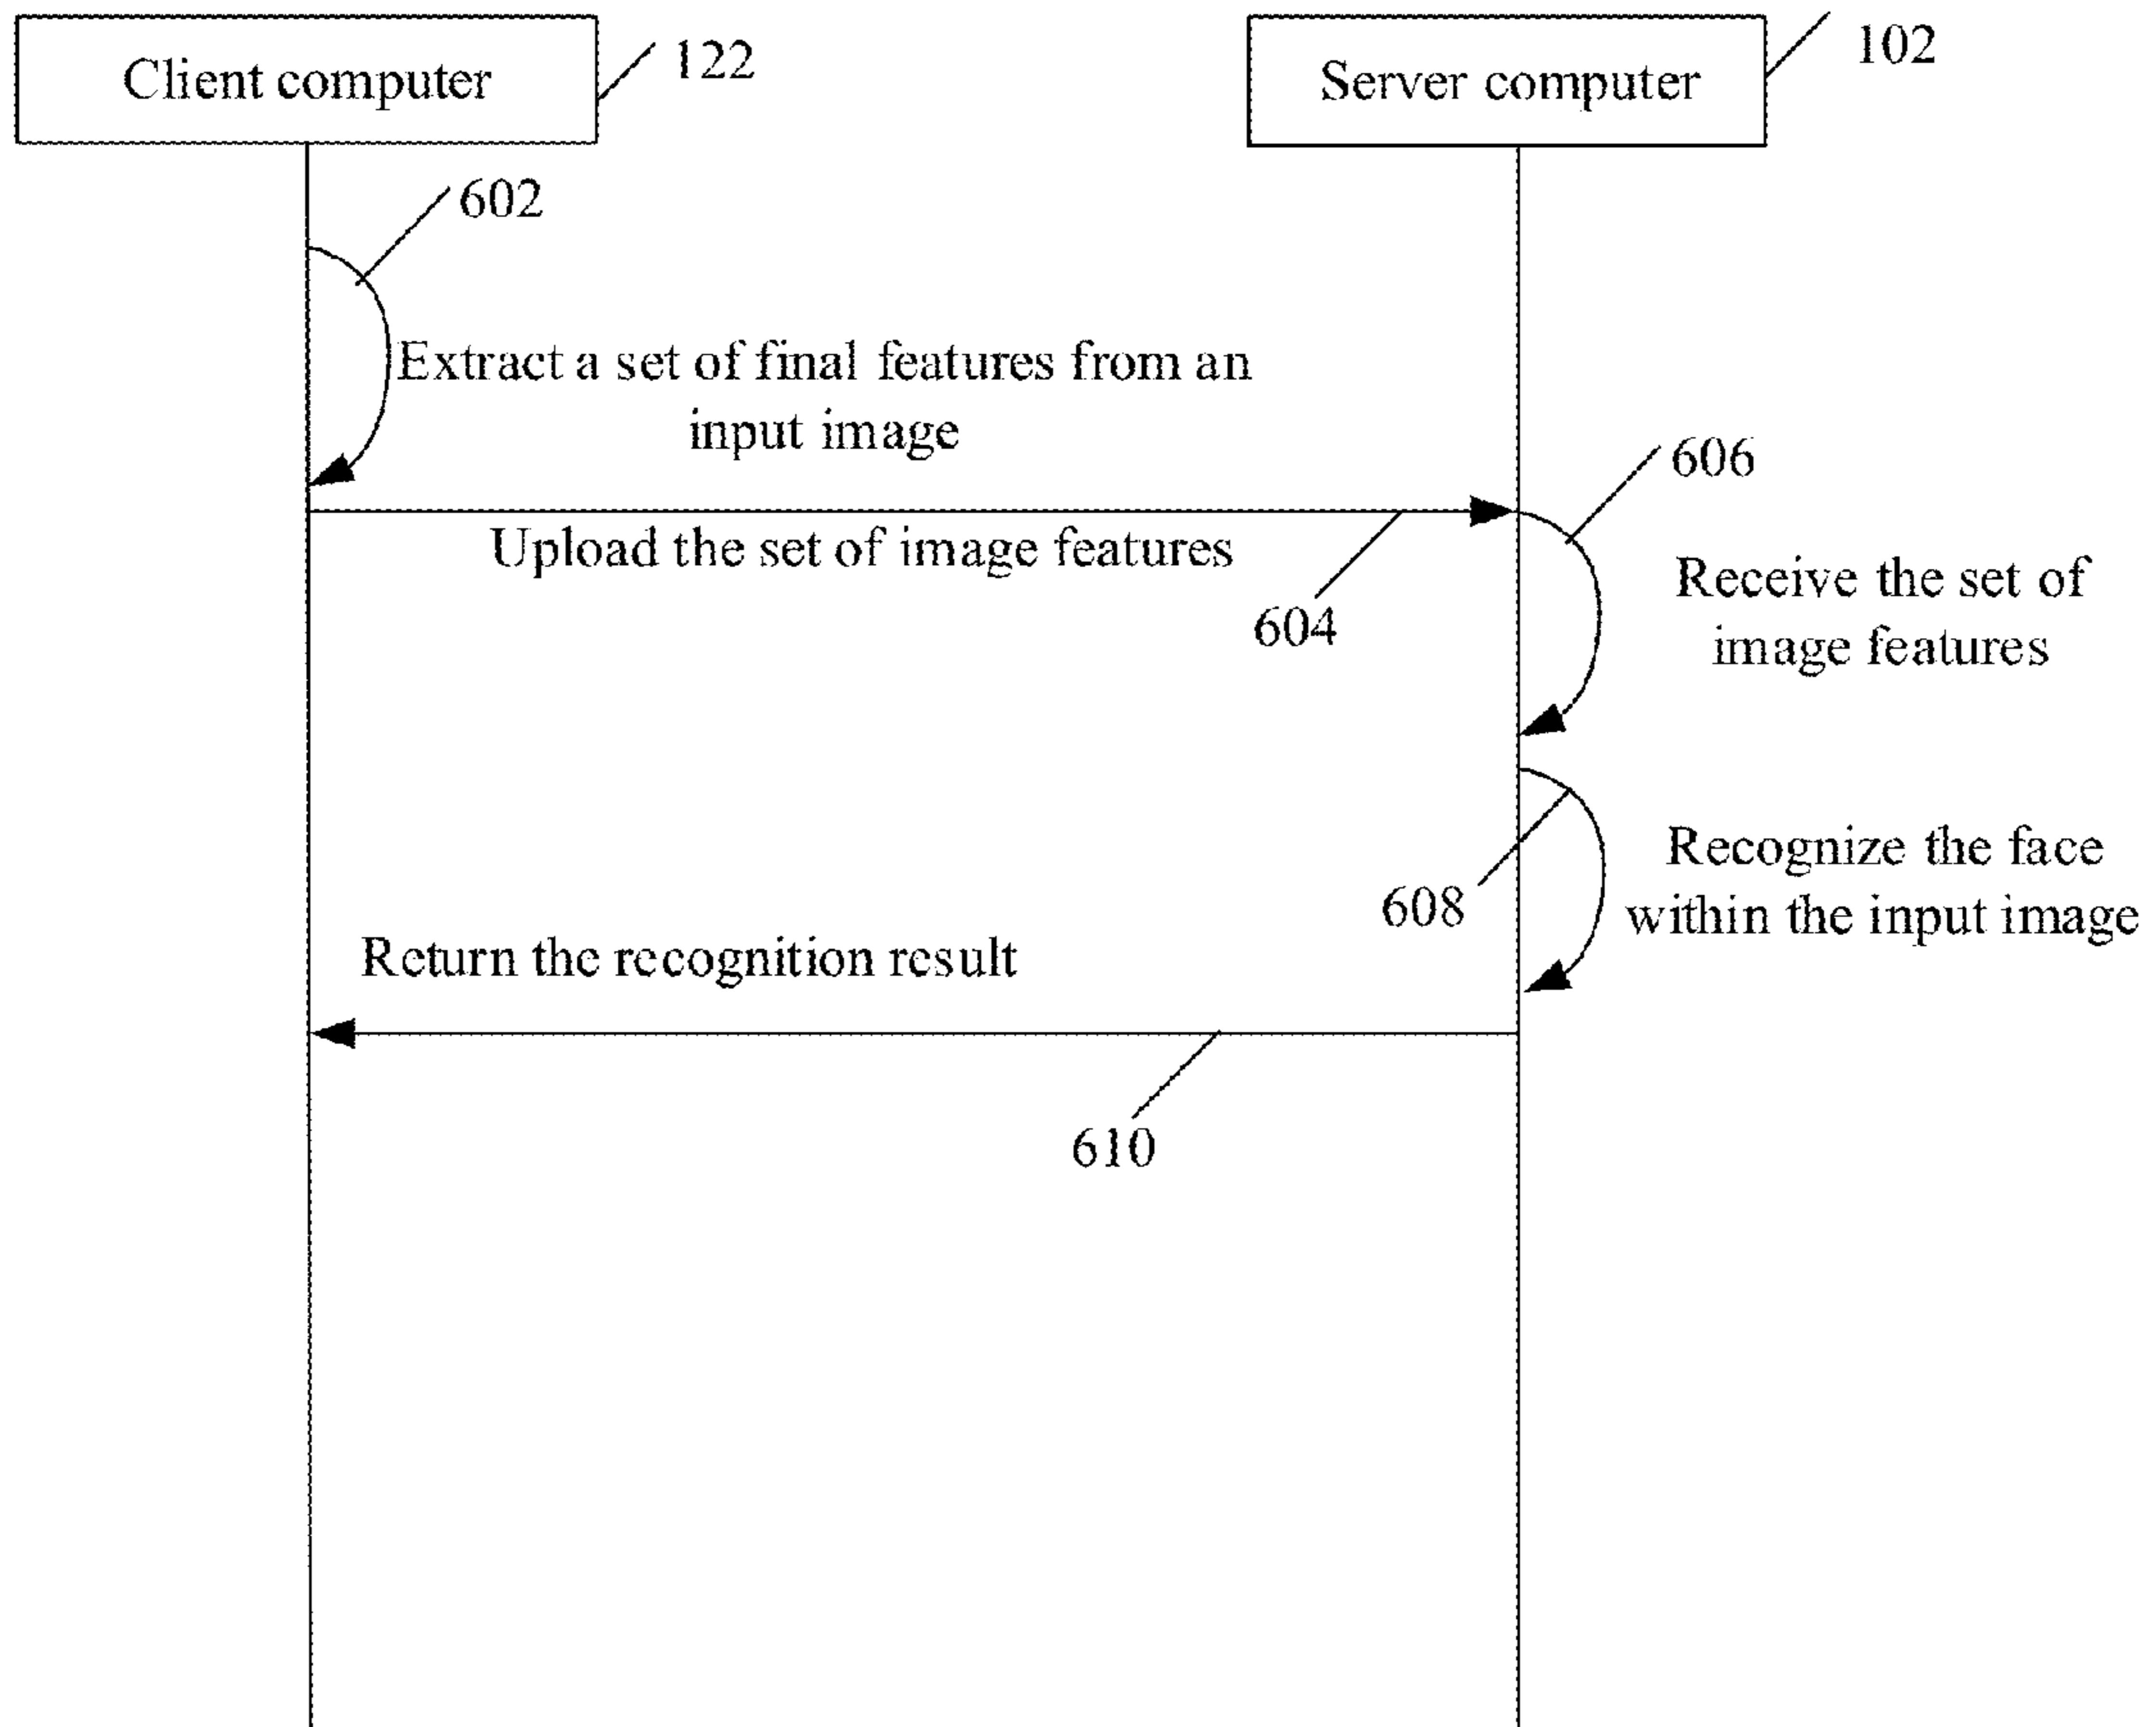 Client computer
122
Server computer
102
602
Extract a set of final features from an
input image
606
Upload the set of image features
604
Receive the set of
image features
Recognize the face
within the input image
608
Return the recognition result
610